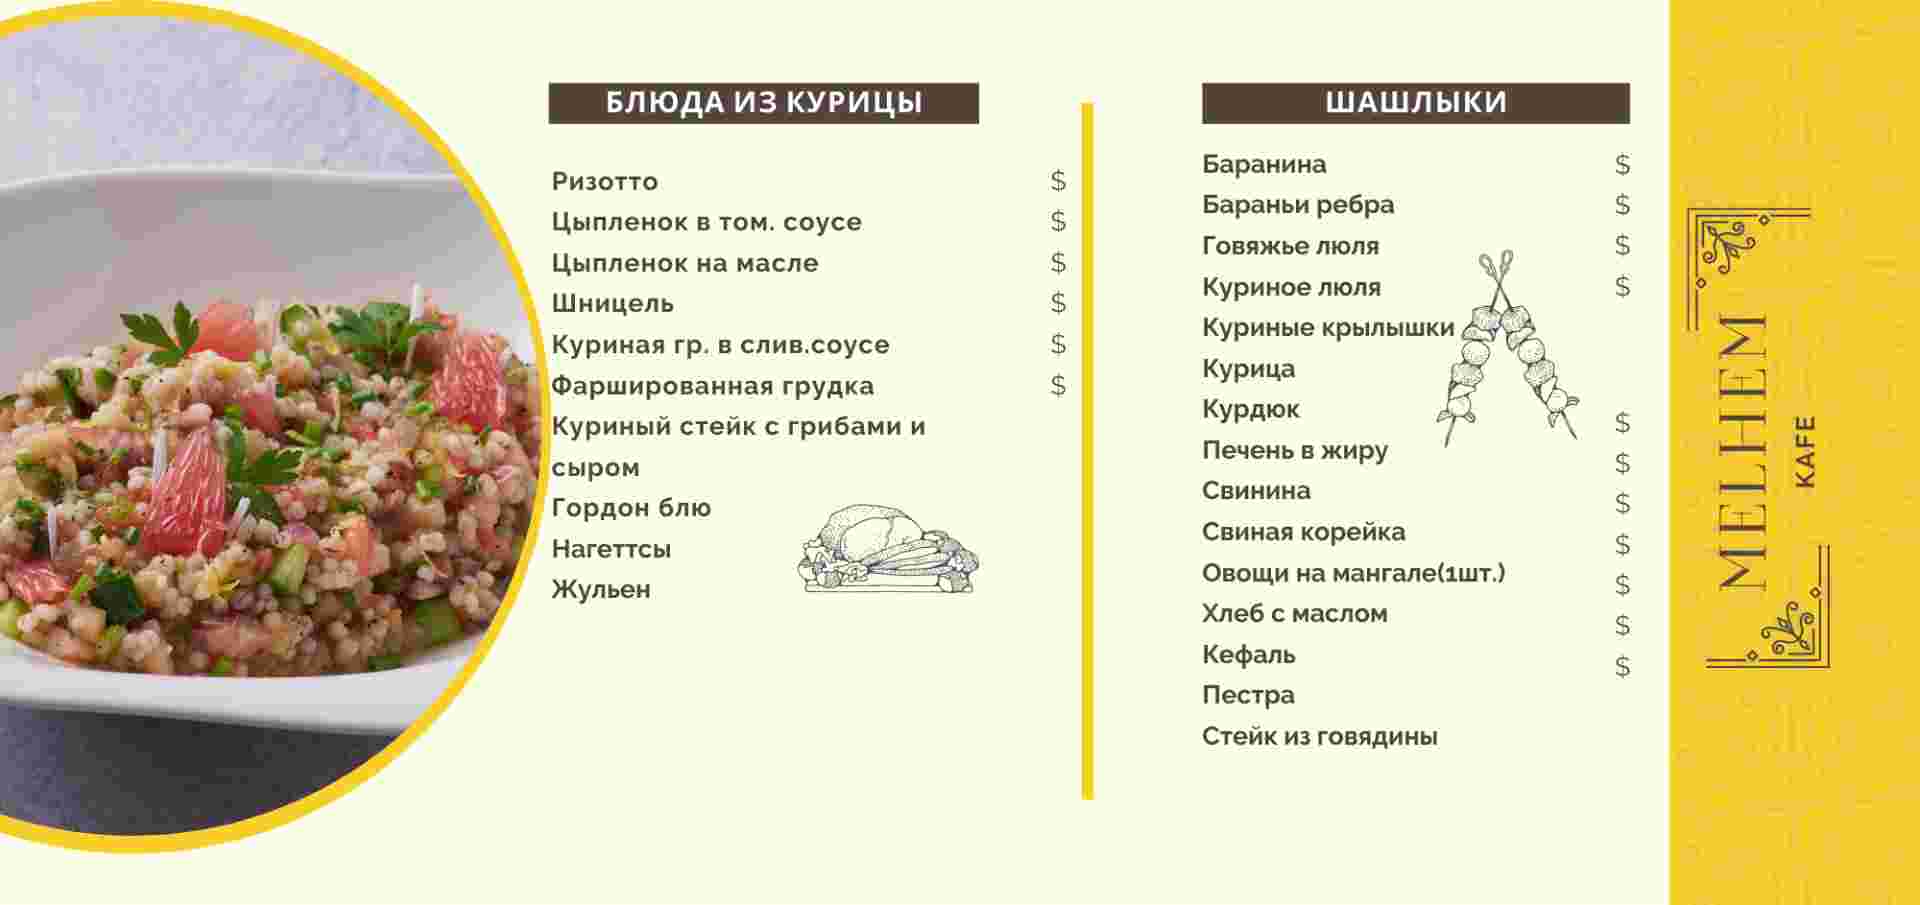 БЛЮДА ИЗ КУРИЦЫ
Ризотто $
Цыпленок в том. соусе $
Цыпленок на масле $
Шницель $
Куриная гр. в слив.соусе $
Фаршированная грудка $
Куриный стейк с грибами и
сыром
Гордон блю
Нагеттсы
Жульен
ШАШЛЫКИ
Баранина $
Бараньи ребра $
Говяжье люля $
Куриное люля $
Куриные крылышки
Курица
Курдюк $
Печень в жиру $
Свинина $
Свиная корейка $
Овощи на мангале(1шт.) $
Хлеб с маслом $
Кефаль $
Пестра
Стейк из говядины
MELHEM
KAFE